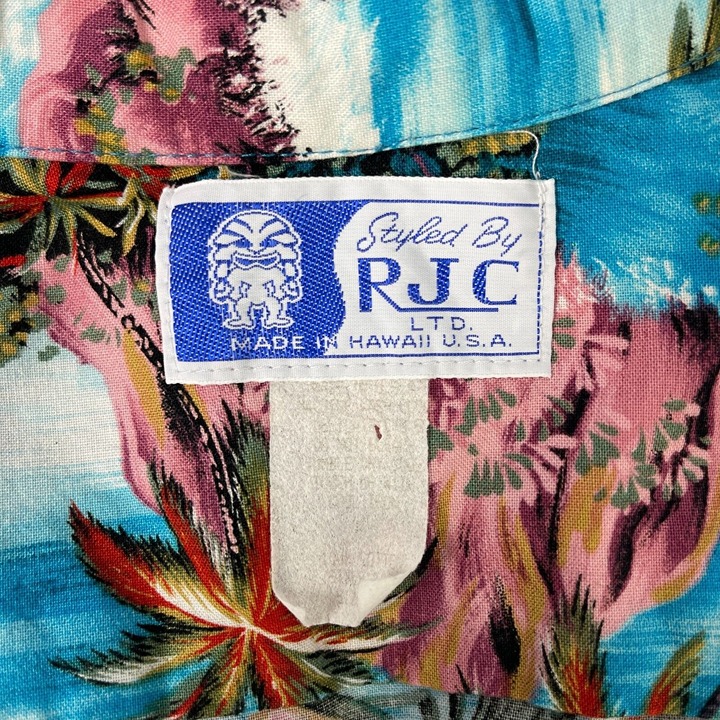 Styled By
RJC
LTD.
MADE IN HAWAII U.S.A.